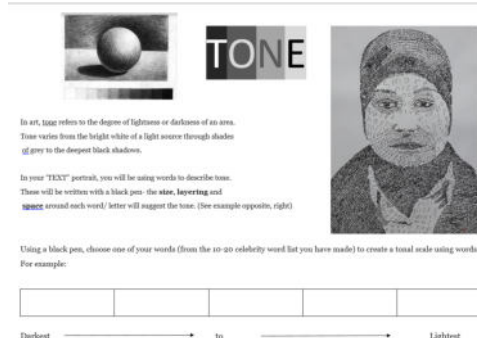 TONE
In art, tone refers to the degree of lightness or darkness of an area.
Tone varies from the bright white of a light source through shades
of grey to the deepest black shadows.
In your 'TEXT' portrait, you will be using words to describe tone.
These will be written with a black pen- the size, layering and
space around each word/ letter will suggest the tone. (See example opposite, right)
Using a black pen, choose one of your words (from the 10-20 celebrity word list you have made) to create a tonal scale using words
For example:
Darkest to Lightest